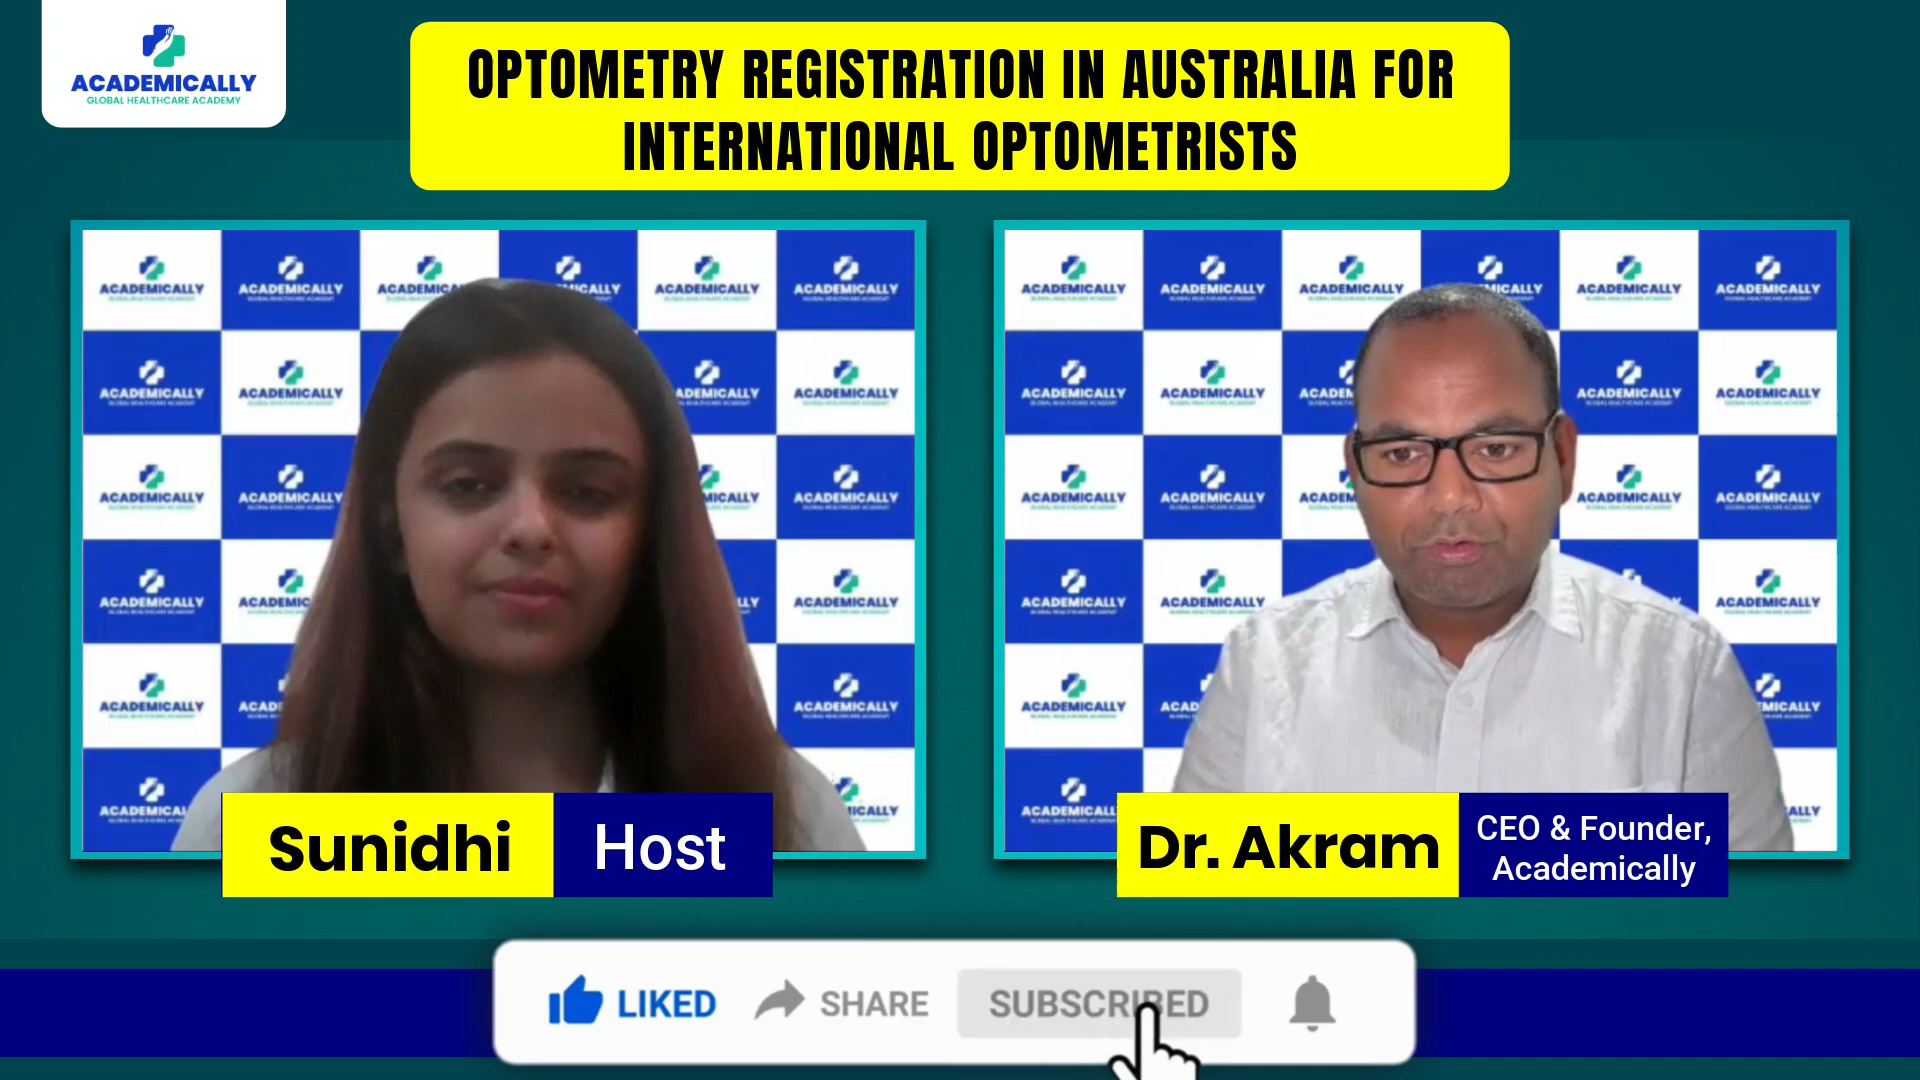 ACADEMICALLY
GLOBAL HEALTHCARE ACADEMY
OPTOMETRY REGISTRATION IN AUSTRALIA FOR
INTERNATIONAL OPTOMETRISTS
Sunidhi
Host
Dr. Akram
CEO & Founder,
Academically
LIKED
SHARE
SUBSCRIBED